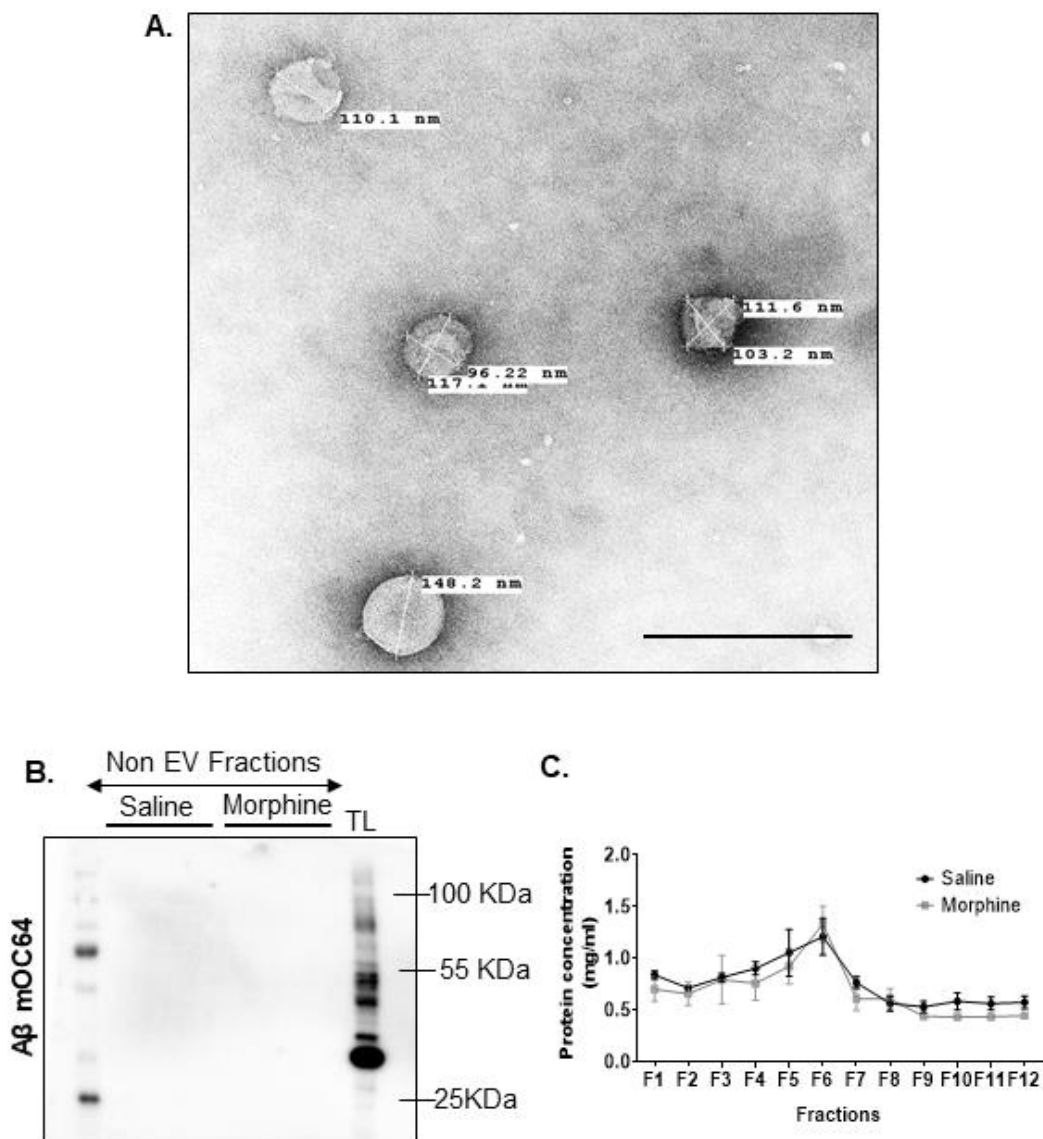 A.
110.1 nm
111.6 nm
103.2 nm
96.22 nm
117.1 nm
148.2 nm
B.
Non EV Fractions
Saline
Morphine
TL
Aβ mOC64
100 KDa
55 KDa
25KDa
C.
Protein concentration
(mg/ml)
2.0
1.5
1.0
0.5
0.0
Saline
Morphine
F1 F2 F3 F4 F5 F6 F7 F8 F9 F10 F11 F12
Fractions